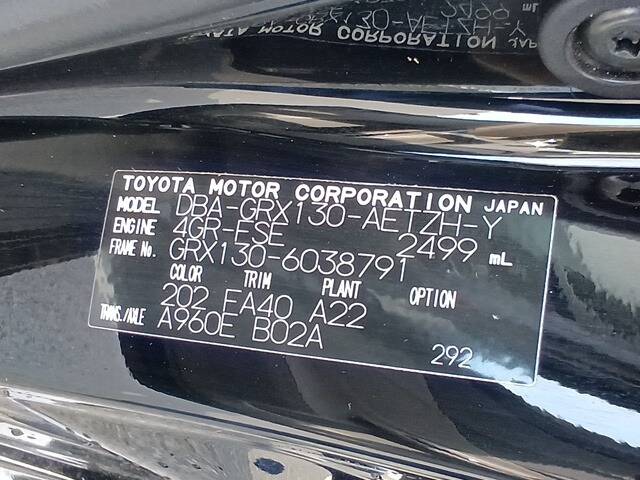 TOYOTA MOTOR CORPORATION JAPAN
MODEL DBA-GRX130-AETZH-Y
ENGINE 4GR-FSE 2499 mL
FRAME No. GRX130-6038791
COLOR TRIM PLANT OPTION
202 FA40 A22
TRANS./AXLE A960E B02A
292